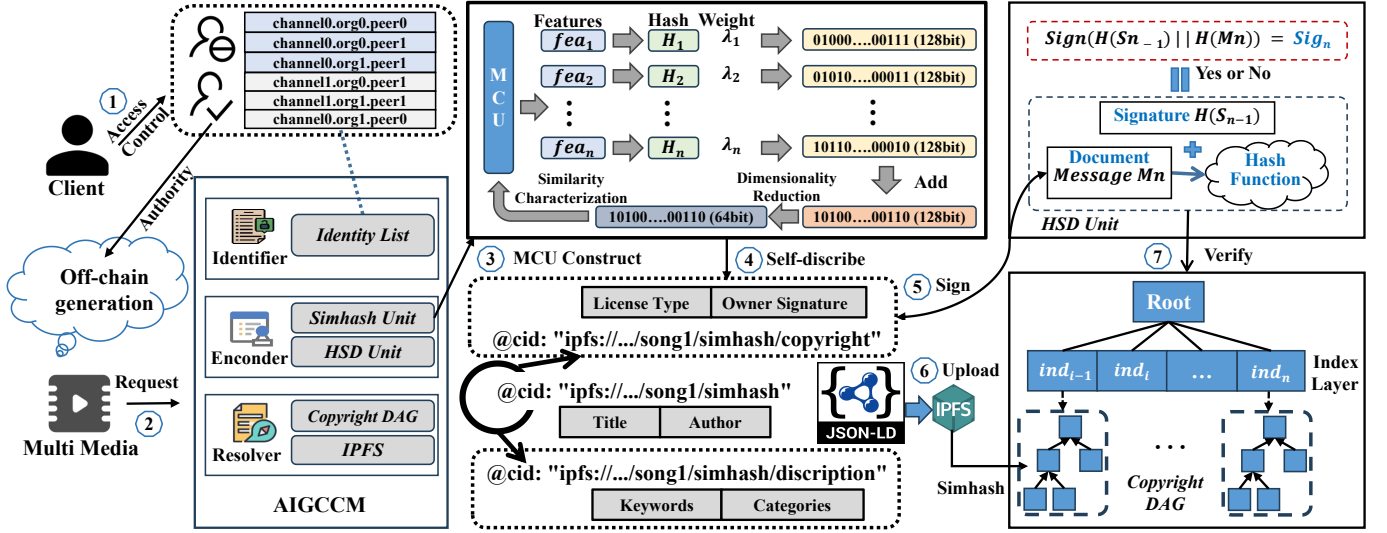 channel0.org0.peer0
channel0.org0.peer1
channel0.org1.peer1
channel1.org0.peer1
channel1.org1.peer1
channel0.org1.peer0
1
Access
Control
Client
Authority
Off-chain
generation
Multi Media
Request
2
Identifier
Identity List
Enconder
Simhash Unit
HSD Unit
Resolver
Copyright DAG
IPFS
AIGCCM
Features Hash Weight
MCU
fea₁ H₁ λ₁ 01000....00111 (128bit)
fea₂ H₂ λ₂ 01010....00011 (128bit)
feaₙ Hₙ λₙ 10110...00010 (128bit)
Similarity
Characterization
Dimensionality
Reduction
Add
10100....00110 (64bit)
10100....00110 (128bit)
3 MCU Construct
4 Self-discribe
License Type Owner Signature
@cid: "ipfs://.../song1/simhash/copyright"
@cid: "ipfs://.../song1/simhash"
Title Author
@cid: "ipfs://.../song1/simhash/discription"
Keywords Categories
5 Sign
JSON-LD
6 Upload
IPFS
Simhash
Sign(H(Sn₋₁)||H(Mn)) = Sigₙ
Yes or No
Signature H(Sₙ₋₁)
Document
Message Mn
Hash
Function
HSD Unit
7 Verify
Root
indᵢ₋₁ indᵢ ... indₙ
Index
Layer
...
Copyright
DAG